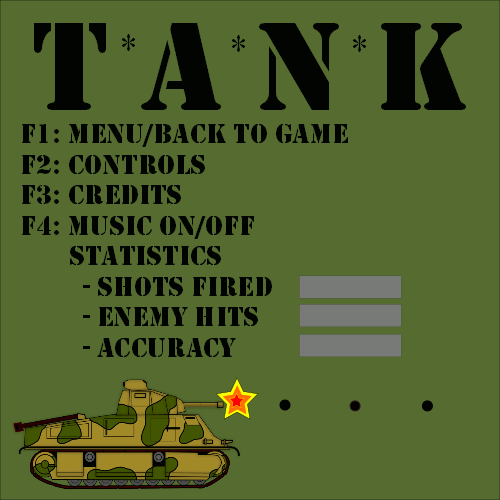 T*A*N*K
F1: MENU/BACK TO GAME
F2: CONTROLS
F3: CREDITS
F4: MUSIC ON/OFF
STATISTICS
- SHOTS FIRED
- ENEMY HITS
- ACCURACY